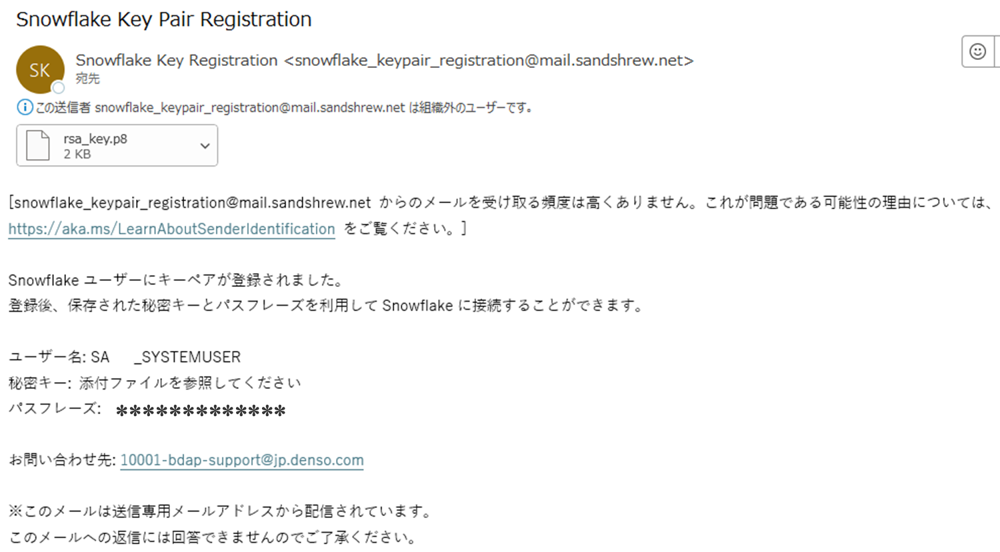 Snowflake Key Pair Registration
SK
Snowflake Key Registration <snowflake_keypair_registration@mail.sandshrew.net>
宛先
この送信者 snowflake_keypair_registration@mail.sandshrew.net は組織外のユーザーです。
rsa_key.p8
2 KB
[snowflake_keypair_registration@mail.sandshrew.net からのメールを受け取る頻度は高くありません。これが問題である可能性の理由については、
https://aka.ms/LearnAboutSenderIdentification をご覧ください。]
Snowflake ユーザーにキーペアが登録されました。
登録後、保存された秘密キーとパスフレーズを利用して Snowflake に接続することができます。
ユーザー名: SA _SYSTEMUSER
秘密キー: 添付ファイルを参照してください
パスフレーズ: *************
お問い合わせ先: 10001-bdap-support@jp.denso.com
※このメールは送信専用メールアドレスから配信されています。
このメールへの返信には回答できませんのでご了承ください。